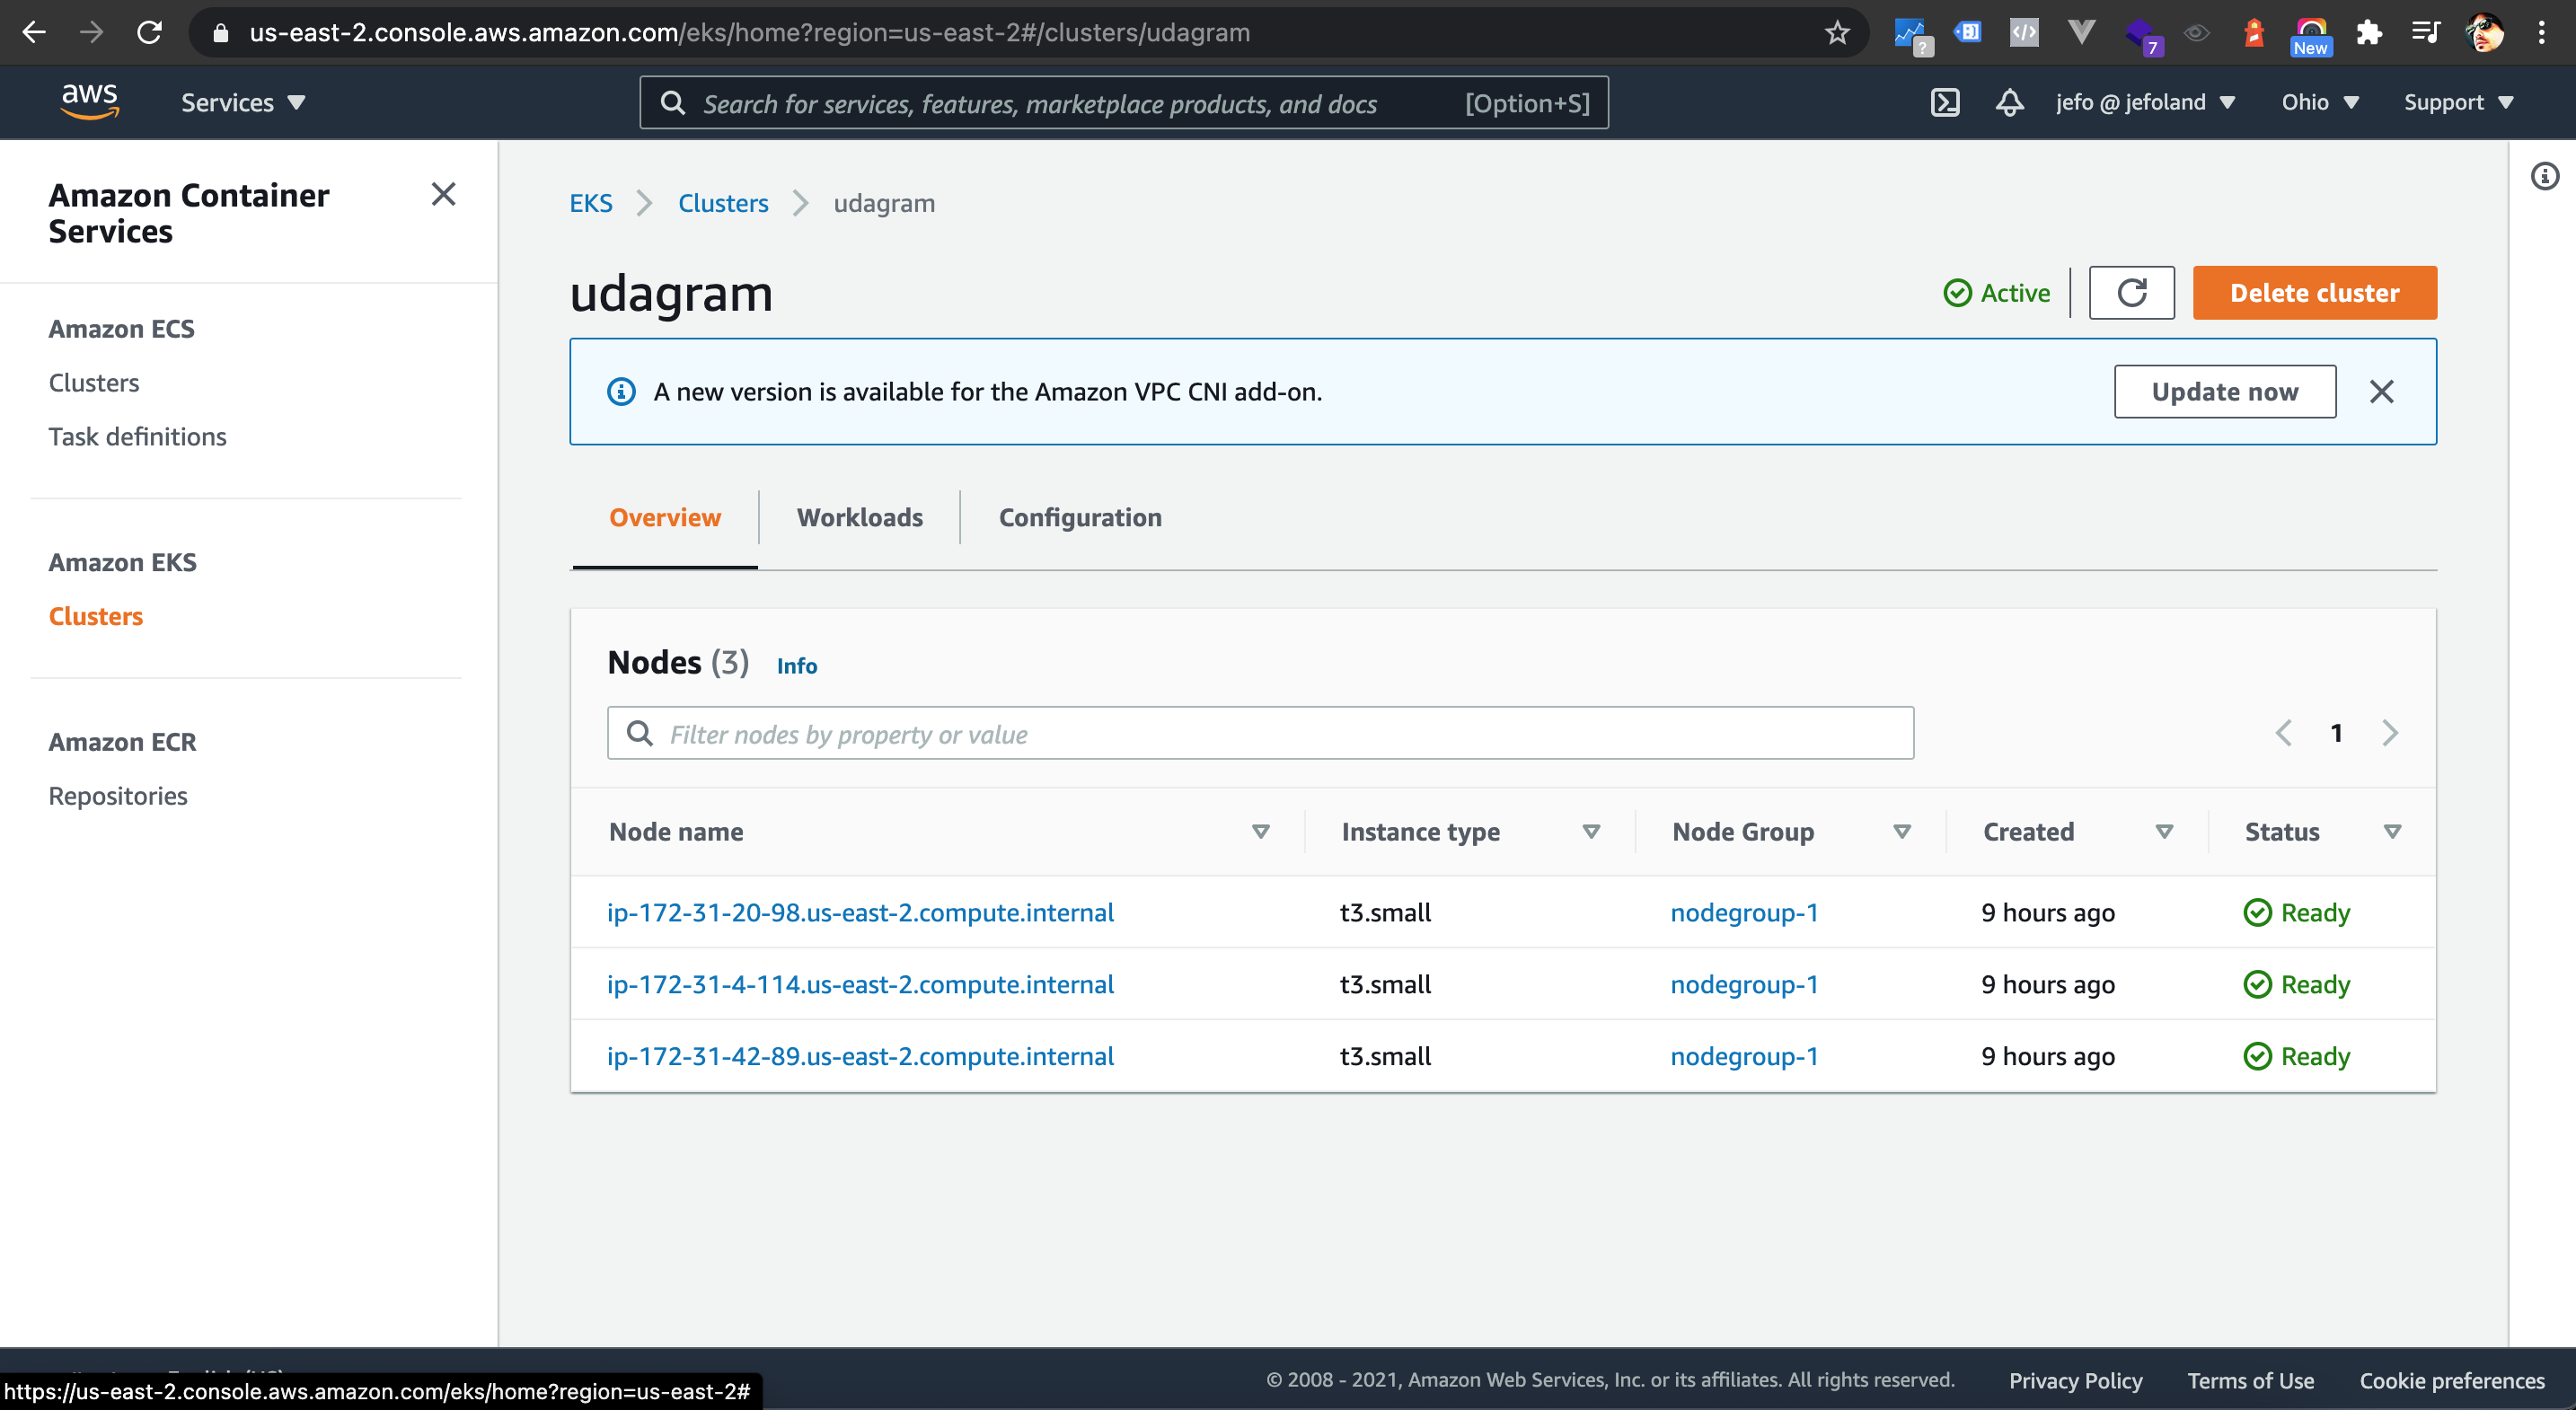 us-east-2.console.aws.amazon.com/eks/home?region=us-east-2#/clusters/udagram
?
7
New
aws
Services
Search for services, features, marketplace products, and docs [Option+S]
jefo @ jefoland
Ohio
Support
Amazon Container
Services
Amazon ECS
Clusters
Task definitions
Amazon EKS
Clusters
Amazon ECR
Repositories
EKS
Clusters
udagram
udagram
Active
Delete cluster
A new version is available for the Amazon VPC CNI add-on.
Update now
Overview
Workloads
Configuration
Nodes (3) Info
Filter nodes by property or value
1
Node name Instance type Node Group Created Status
ip-172-31-20-98.us-east-2.compute.internal t3.small nodegroup-1 9 hours ago Ready
ip-172-31-4-114.us-east-2.compute.internal t3.small nodegroup-1 9 hours ago Ready
ip-172-31-42-89.us-east-2.compute.internal t3.small nodegroup-1 9 hours ago Ready
© 2008 - 2021, Amazon Web Services, Inc. or its affiliates. All rights reserved.
Privacy Policy
Terms of Use
Cookie preferences
https://us-east-2.console.aws.amazon.com/eks/home?region=us-east-2#